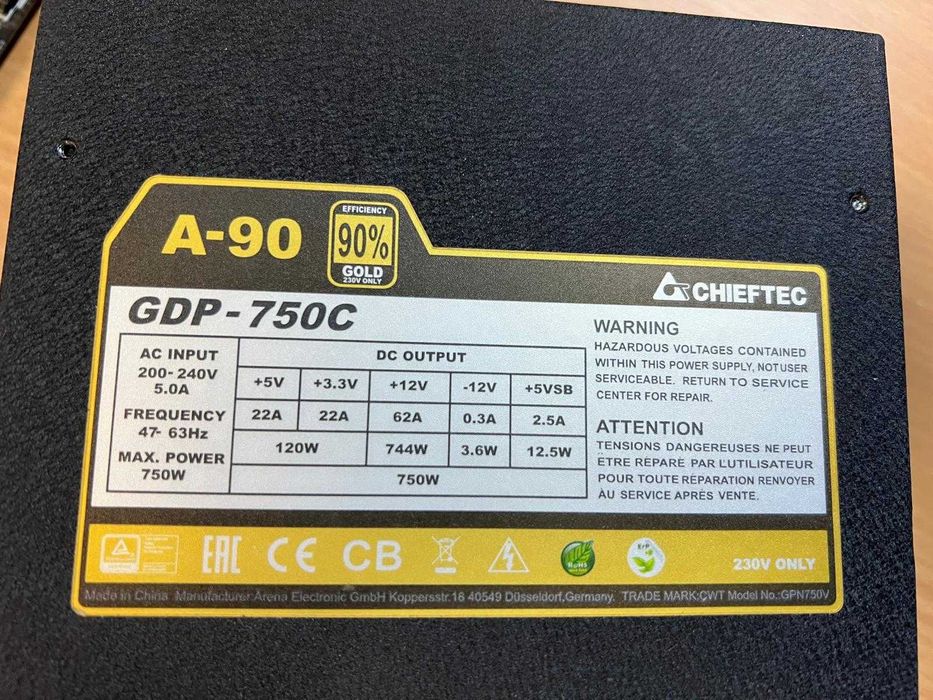 A-90
EFFICIENCY
90%
GOLD
230V ONLY
CHIEFTEC
GDP-750C
AC INPUT
200-240V
5.0A
FREQUENCY
47-63Hz
MAX. POWER
750W
DC OUTPUT
+5V +3.3V +12V -12V +5VSB
22A 22A 62A 0.3A 2.5A
120W 744W 3.6W 12.5W
750W
WARNING
HAZARDOUS VOLTAGES CONTAINED
WITHIN THIS POWER SUPPLY, NOT USER
SERVICEABLE. RETURN TO SERVICE
CENTER FOR REPAIR.
ATTENTION
TENSIONS DANGEREUSES NE PEUT
ÊTRE RÉPARÉ PAR L'UTILISATEUR
POUR TOUTE RÉPARATION RENVOYER
ÀU SERVICE APRÈS VENTE.
EAC CE CB
RoHS
ErP
230V ONLY
Made in China Manufacturer:Arena Electronic GmbH Koppersstr.16 40549 Düsseldorf,Germany. TRADE MARK:CWT Model No.:GPN750V